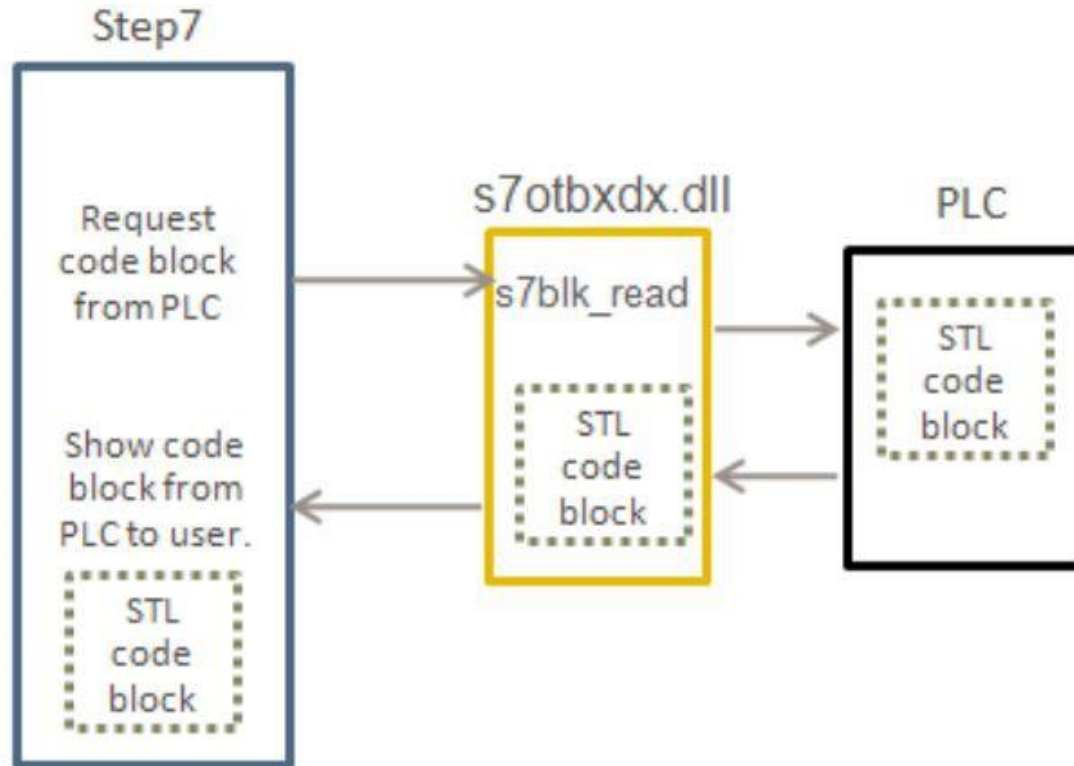 Step7
Request
code block
from PLC
Show code
block from
PLC to user.
STL
code
block
s7otbxdx.dll
s7blk_read
STL
code
block
PLC
STL
code
block